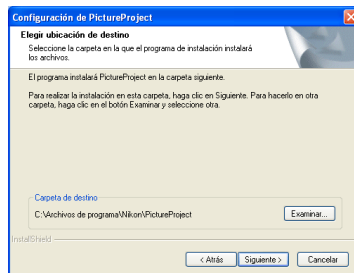 Configuración de PictureProject
Elegir ubicación de destino
Seleccione la carpeta en la que el programa de instalación instalará
los archivos.
El programa instalará PictureProject en la carpeta siguiente.
Para realizar la instalación en esta carpeta, haga clic en Siguiente. Para hacerlo en otra
carpeta, haga clic en el botón Examinar y seleccione otra.
Carpeta de destino
C:\Archivos de programa\Nikon\PictureProject
Examinar...
InstallShield
< Atrás Siguiente > Cancelar